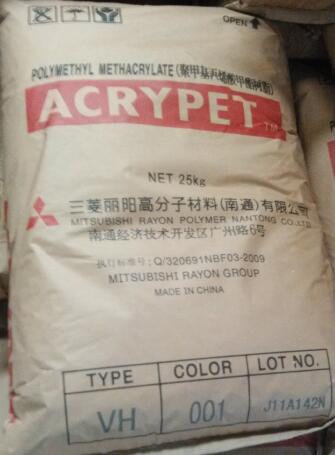 OPEN
POLYMETHYL METHACRYLATE(聚甲基丙烯酸甲酯树脂)
ACRYPET TM
NET 25kg
三菱丽阳高分子材料(南通)有限公司
MITSUBISHI RAYON POLYMER NANTONG CO.,LTD
南通经济技术开发区广州路6号
执行标准号:Q/320691NBF03-2009
MITSUBISHI RAYON GROUP
MADE IN CHINA
TYPE COLOR LOT NO.
VH 001 J11A142N